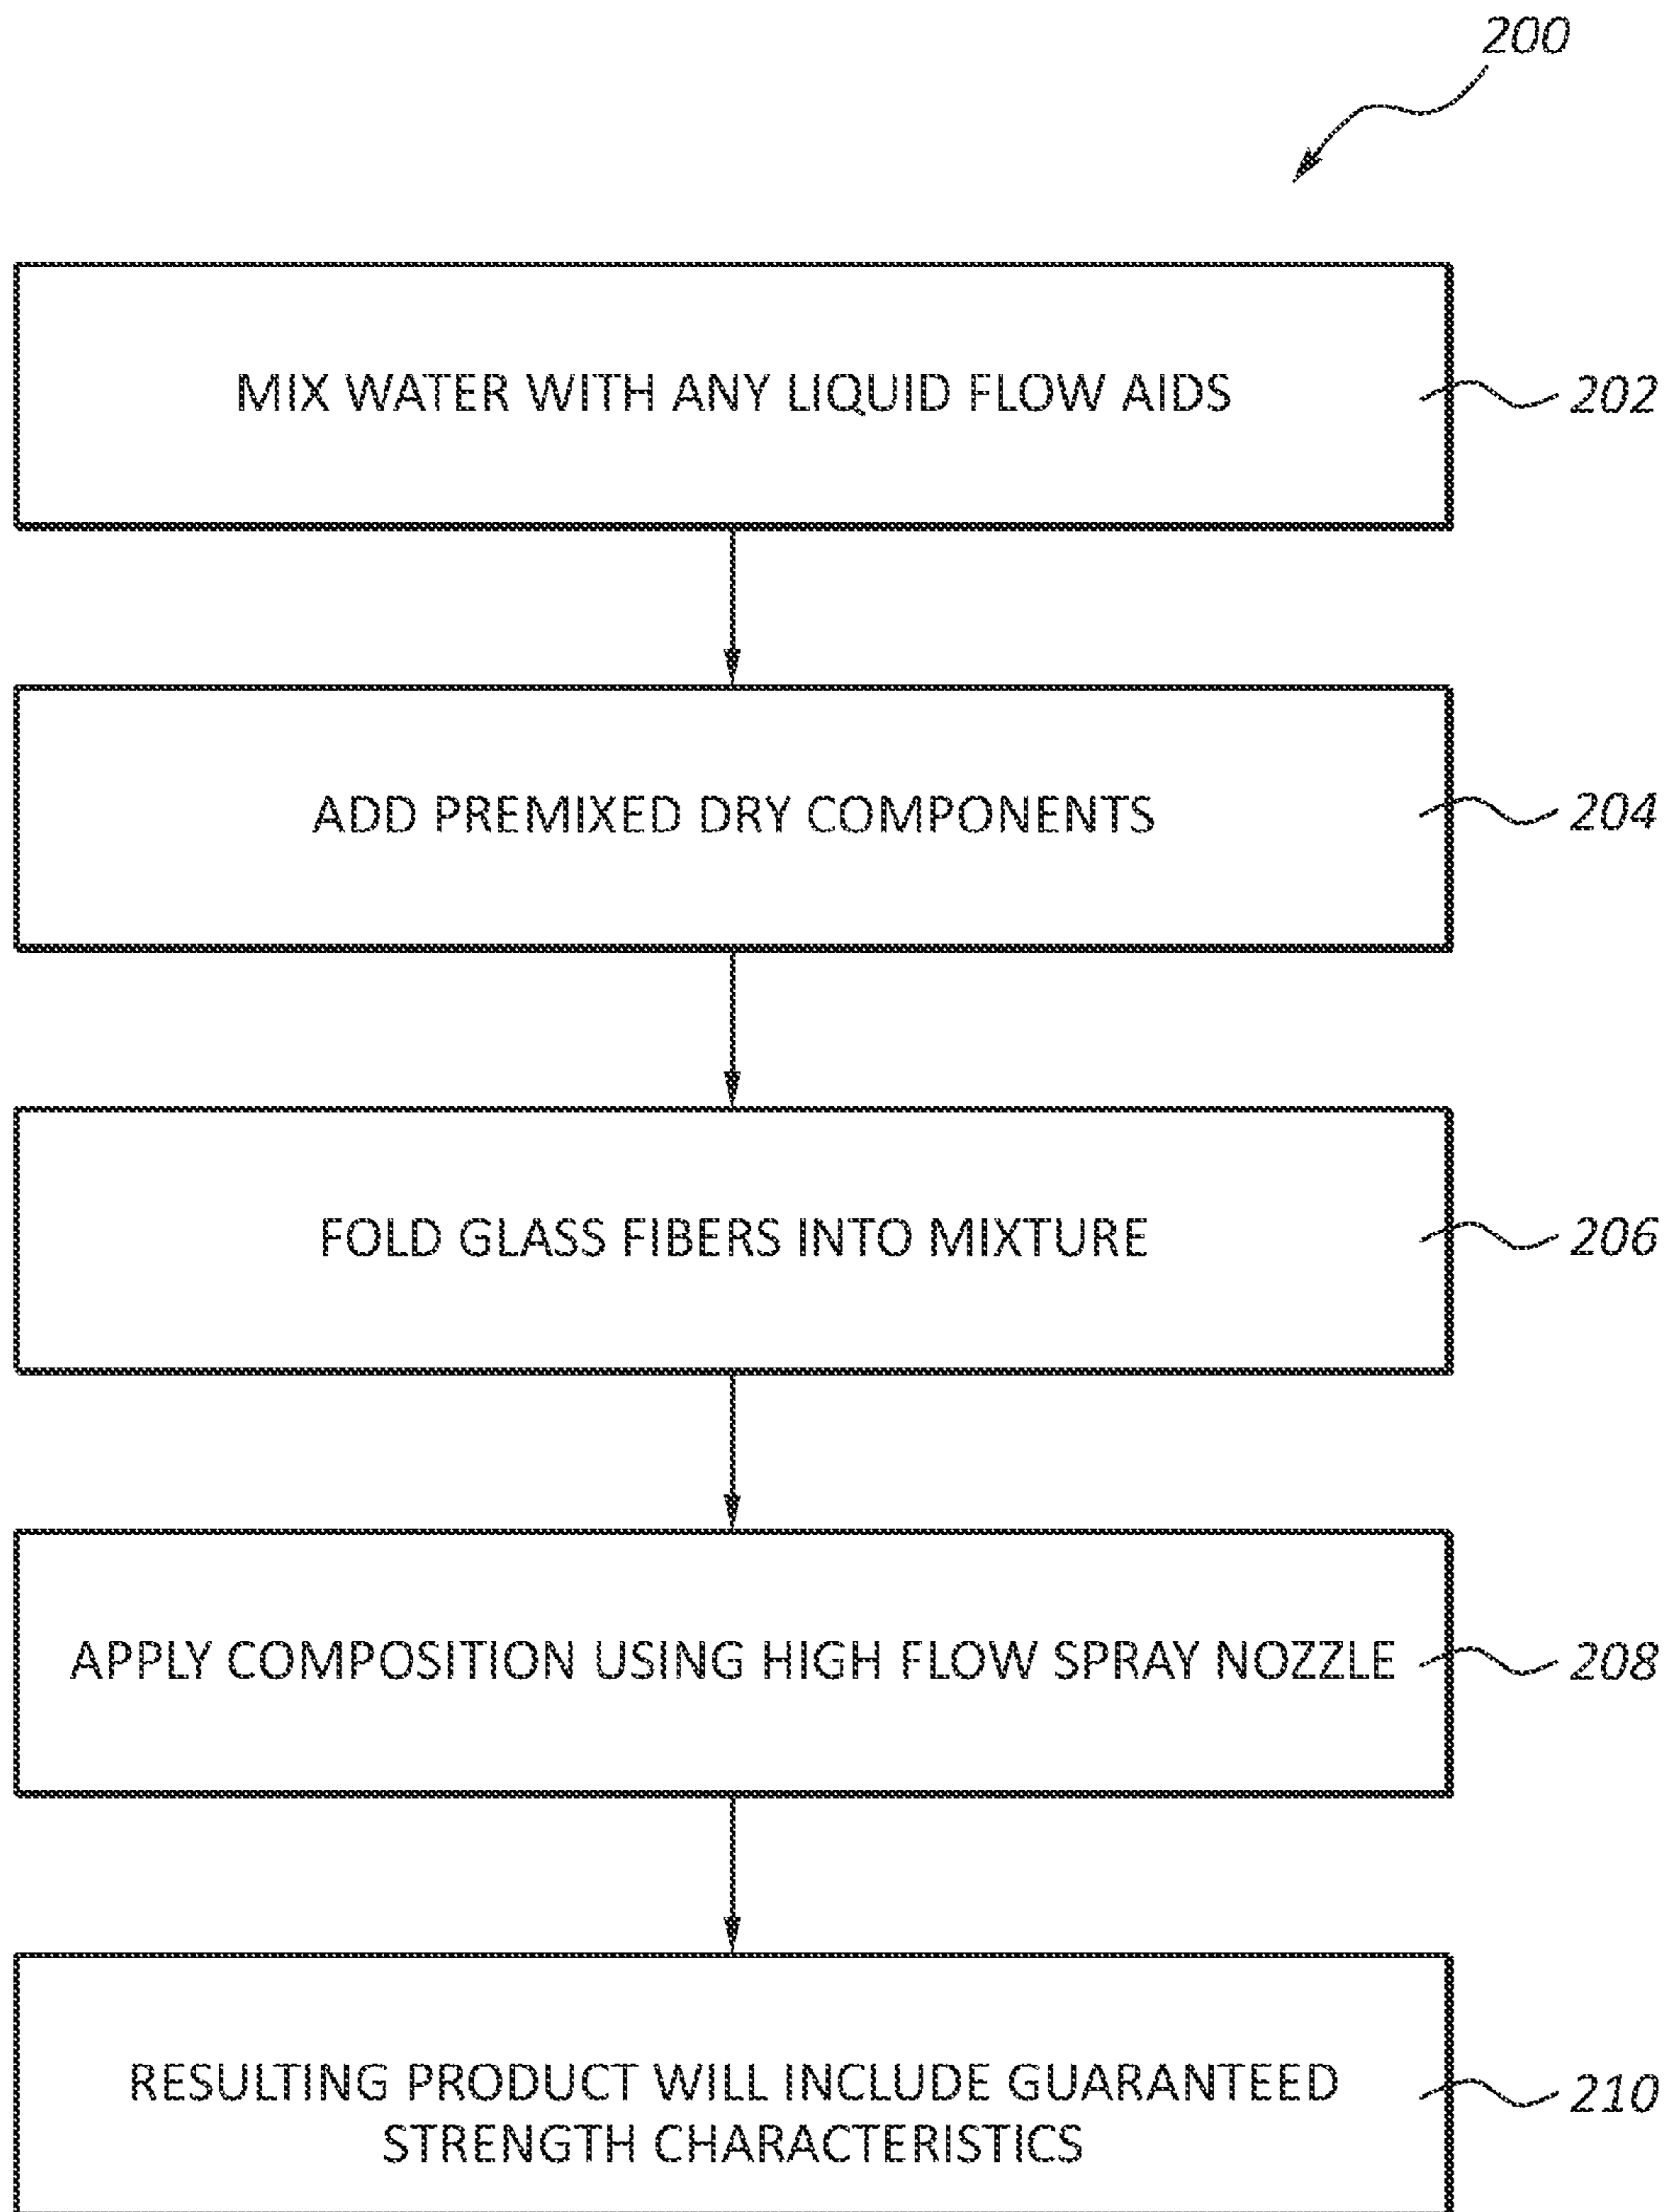 200
MIX WATER WITH ANY LIQUID FLOW AIDS
202
ADD PREMIXED DRY COMPONENTS
204
FOLD GLASS FIBERS INTO MIXTURE
206
APPLY COMPOSITION USING HIGH FLOW SPRAY NOZZLE
208
RESULTING PRODUCT WILL INCLUDE GUARANTEED
STRENGTH CHARACTERISTICS
210